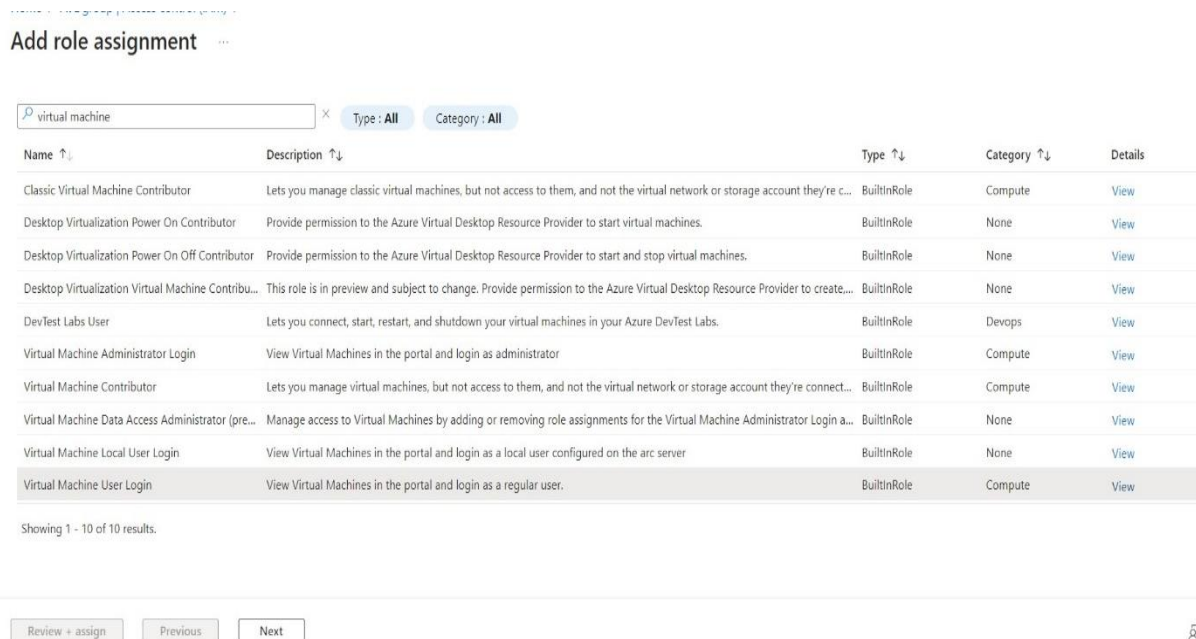 Add role assignment ...
virtual machine
Type : All
Category : All
Name ↑↓ Description ↑↓ Type ↑↓ Category ↑↓ Details
Classic Virtual Machine Contributor Lets you manage classic virtual machines, but not access to them, and not the virtual network or storage account they're c... BuiltInRole Compute View
Desktop Virtualization Power On Contributor Provide permission to the Azure Virtual Desktop Resource Provider to start virtual machines. BuiltInRole None View
Desktop Virtualization Power On Off Contributor Provide permission to the Azure Virtual Desktop Resource Provider to start and stop virtual machines. BuiltInRole None View
Desktop Virtualization Virtual Machine Contribu... This role is in preview and subject to change. Provide permission to the Azure Virtual Desktop Resource Provider to create,... BuiltInRole None View
DevTest Labs User Lets you connect, start, restart, and shutdown your virtual machines in your Azure DevTest Labs. BuiltInRole Devops View
Virtual Machine Administrator Login View Virtual Machines in the portal and login as administrator BuiltInRole Compute View
Virtual Machine Contributor Lets you manage virtual machines, but not access to them, and not the virtual network or storage account they're connect... BuiltInRole Compute View
Virtual Machine Data Access Administrator (pre... Manage access to Virtual Machines by adding or removing role assignments for the Virtual Machine Administrator Login a... BuiltInRole None View
Virtual Machine Local User Login View Virtual Machines in the portal and login as a local user configured on the arc server BuiltInRole None View
Virtual Machine User Login View Virtual Machines in the portal and login as a regular user. BuiltInRole Compute View
Showing 1 - 10 of 10 results.
Review + assign Previous Next